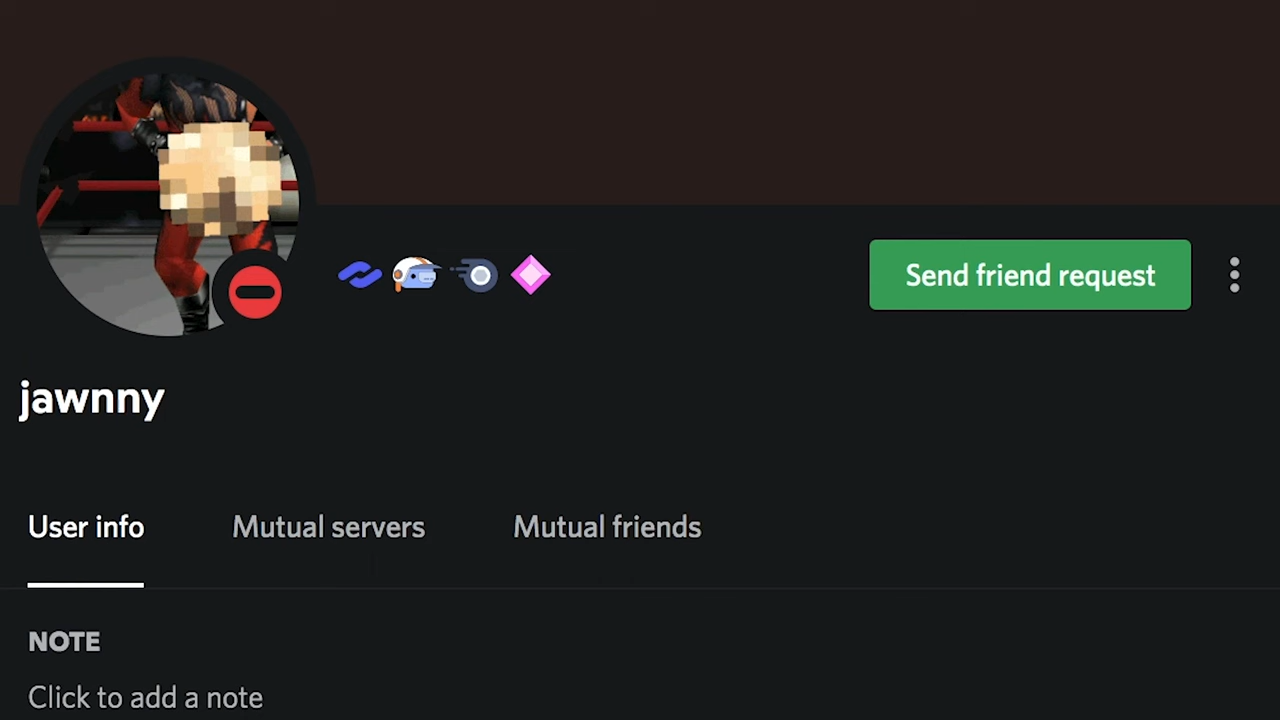 Send friend request
jawnny
User info
Mutual servers
Mutual friends
NOTE
Click to add a note